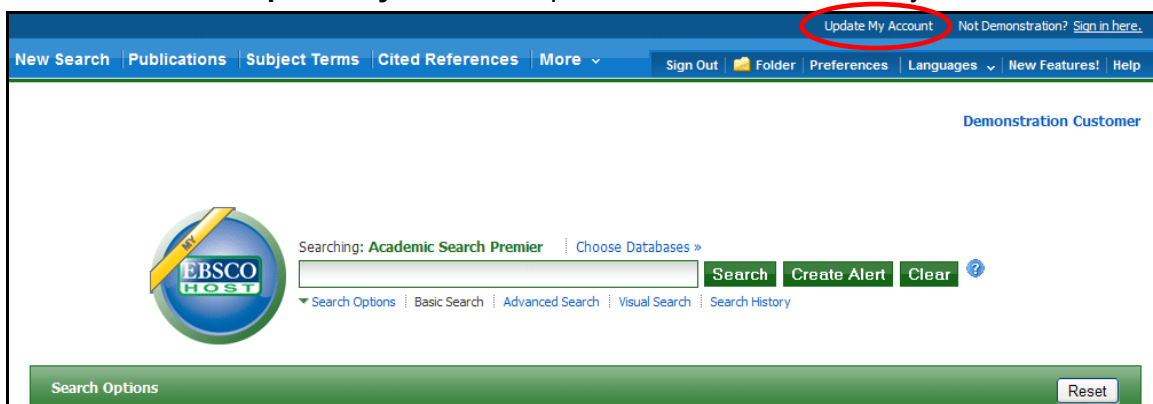 Update My Account Not Demonstration? Sign in here.
New Search Publications Subject Terms Cited References More Sign Out Folder Preferences Languages New Features! Help
Demonstration Customer
MY
EBSCO
HOST
Searching: Academic Search Premier Choose Databases »
Search Create Alert Clear ?
Search Options Basic Search Advanced Search Visual Search Search History
Search Options Reset